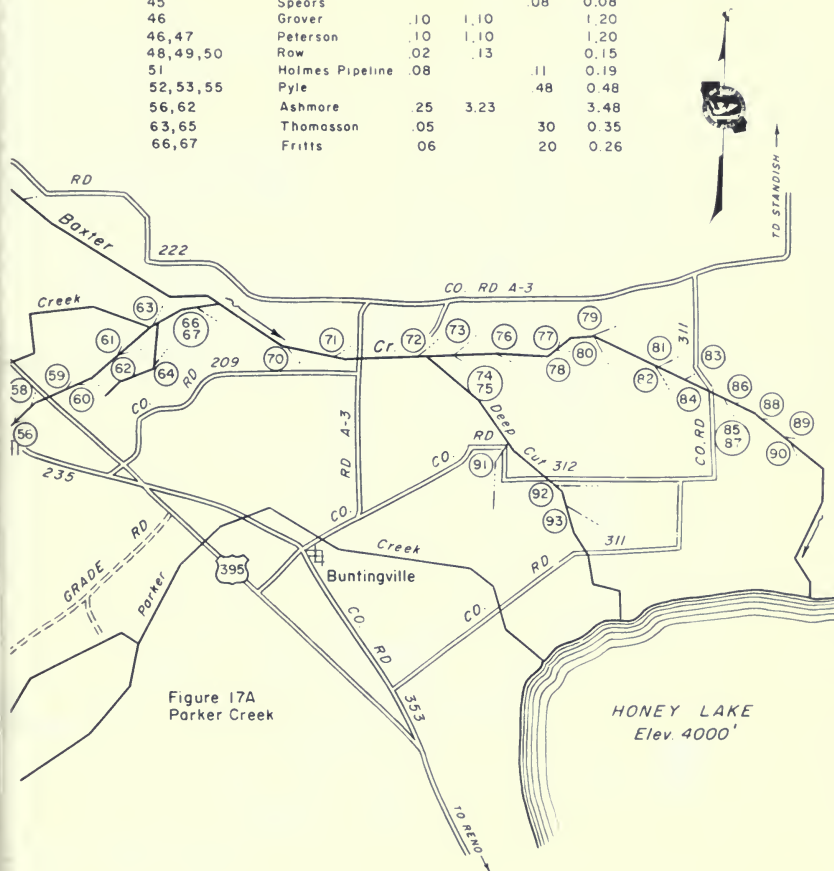 45 Spears .08 0.08
46 Grover .10 1.10 1.20
46,47 Peterson .10 1.10 1.20
48,49,50 Row .02 .13 0.15
51 Holmes Pipeline .08 .11 0.19
52,53,55 Pyle .48 0.48
56,62 Ashmore .25 3.23 3.48
63,65 Thomasson .05 30 0.35
66,67 Fritts 06 20 0.26
TO STANDISH
RD
Baxter
222
CO. RD A-3
Creek
63
66
67
61
62
64
209
CO. RD
59
60
58
56
70
71
Cr.
72
73
74
75
76
77
78
79
80
81
82
83
84
311
86
85
87
88
89
90
CO. RD
RD A-3
CO.
CO. RD 312
Deep Cut
91
92
93
CO. RD 311
235
GRADE RD
Parker Creek
395
Buntingville
CO. RD 353
Figure 17A
Parker Creek
HONEY LAKE
Elev. 4000'
TO RENO